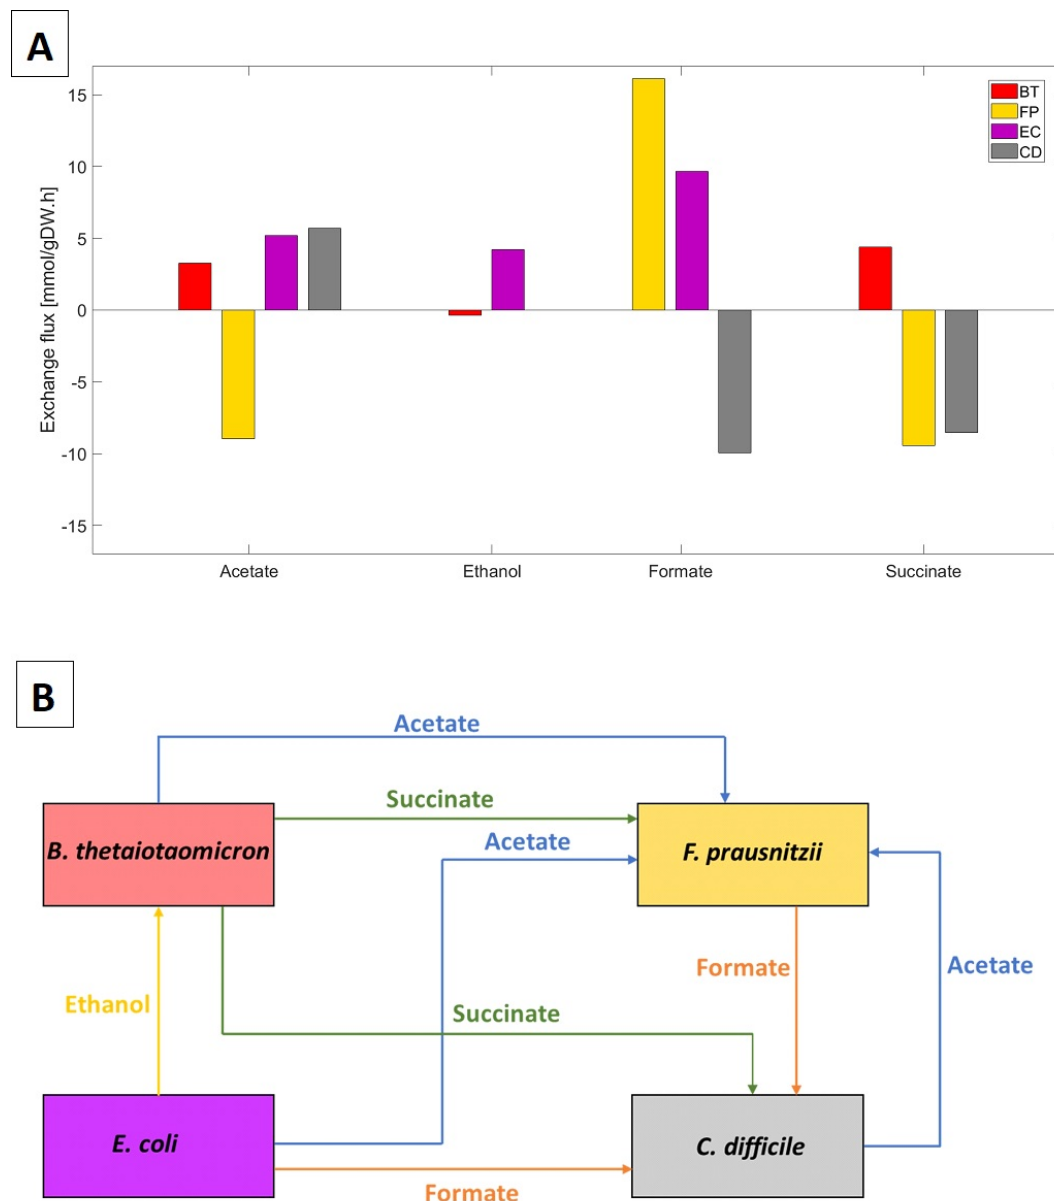 A
15
10
5
0
-5
-10
-15
Exchange flux [mmol/gDW.h]
BT
FP
EC
CD
Acetate Ethanol Formate Succinate
B
Acetate
Succinate
Acetate
B. thetaiotaomicron
F. prausnitzii
Formate
Acetate
Ethanol
Succinate
E. coli
C. difficile
Formate